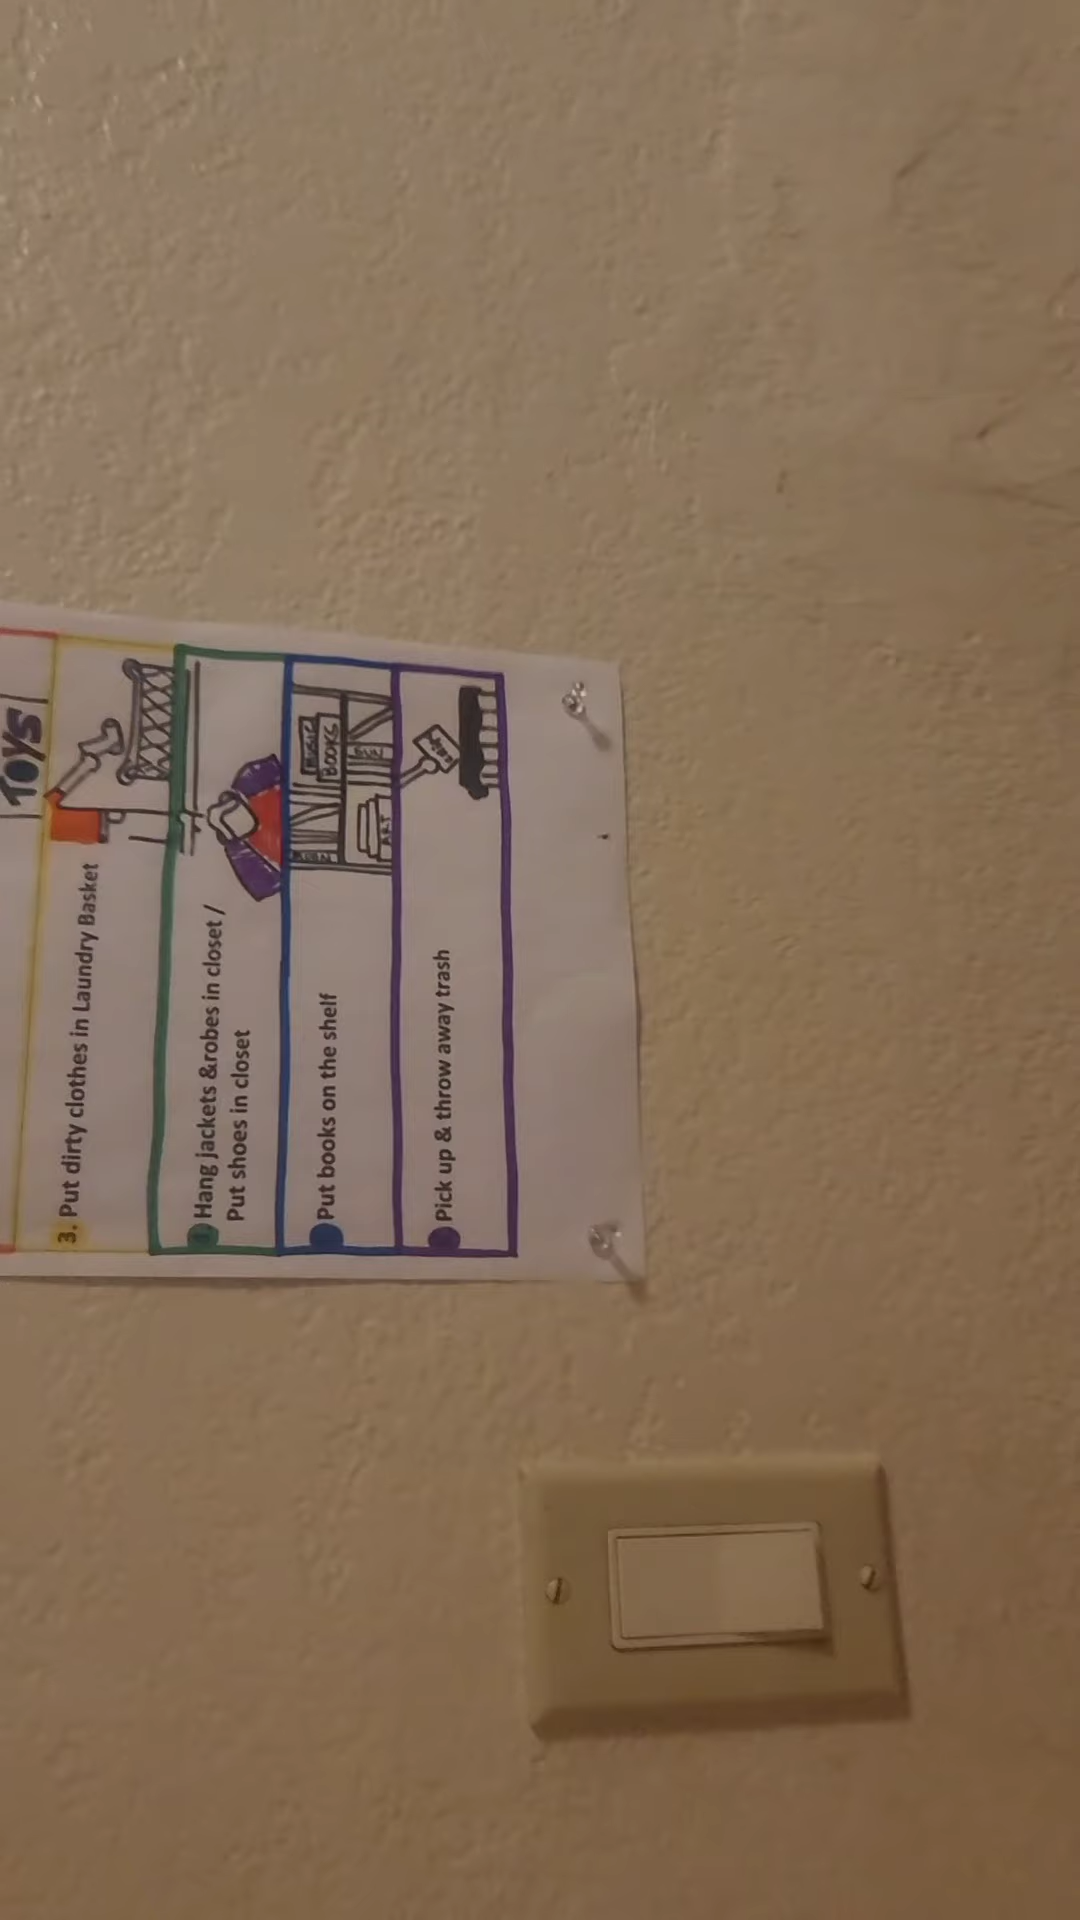 TOYS
3. Put dirty clothes in Laundry Basket
Hang jackets &robes in closet /
Put shoes in closet
MUSIC
BOOKS
ART
Put books on the shelf
Pick up & throw away trash